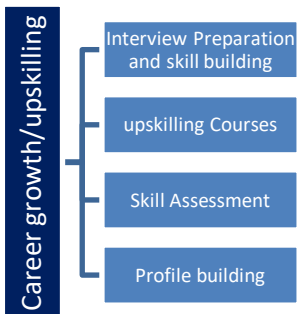 Career growth/upskilling
Interview Preparation
and skill building
upskilling Courses
Skill Assessment
Profile building